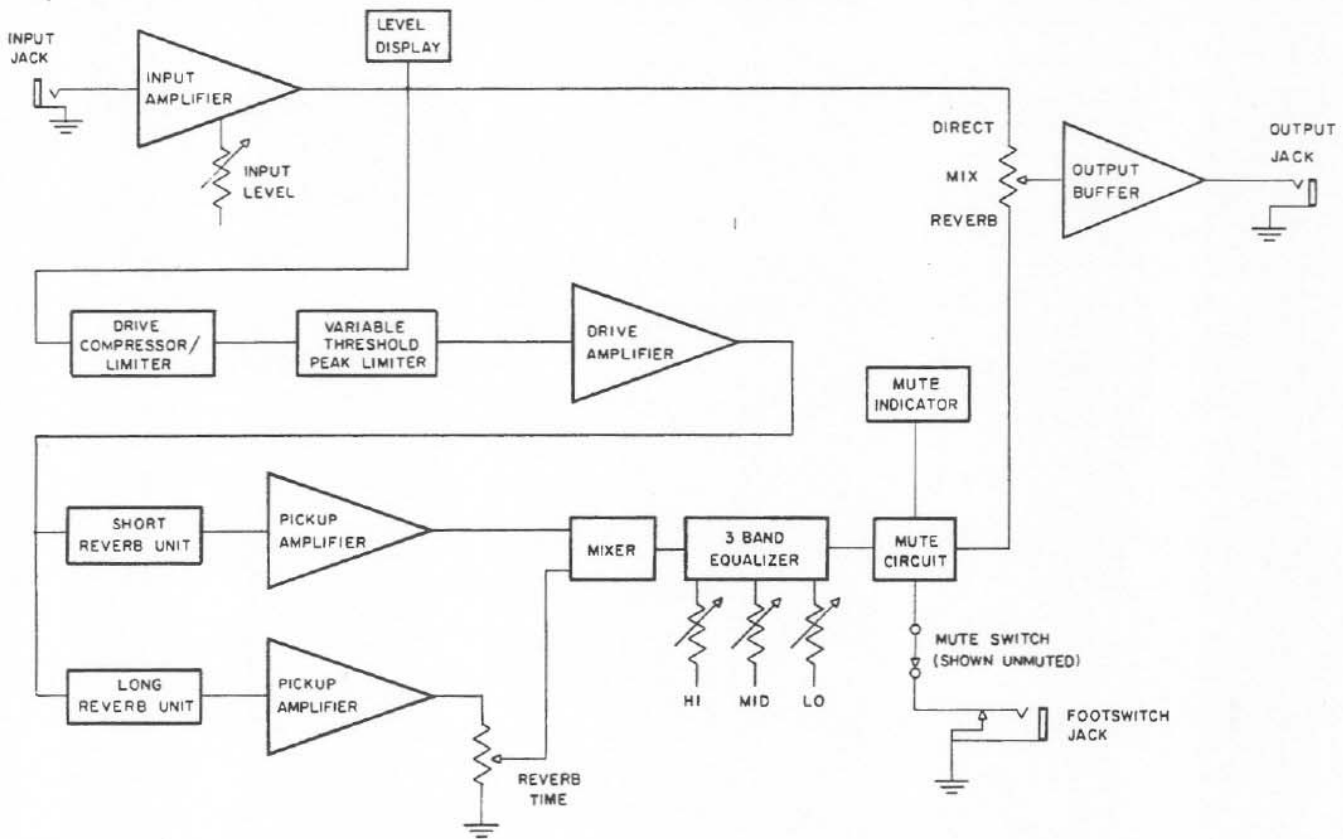 INPUT
JACK
INPUT
AMPLIFIER
INPUT
LEVEL
LEVEL
DISPLAY
DIRECT
MIX
REVERB
OUTPUT
BUFFER
OUTPUT
JACK
DRIVE
COMPRESSOR/
LIMITER
VARIABLE
THRESHOLD
PEAK LIMITER
DRIVE
AMPLIFIER
MUTE
INDICATOR
SHORT
REVERB UNIT
PICKUP
AMPLIFIER
MIXER
3 BAND
EQUALIZER
MUTE
CIRCUIT
HI
MID
LO
MUTE SWITCH
(SHOWN UNMUTED)
FOOTSWITCH
JACK
LONG
REVERB UNIT
PICKUP
AMPLIFIER
REVERB
TIME